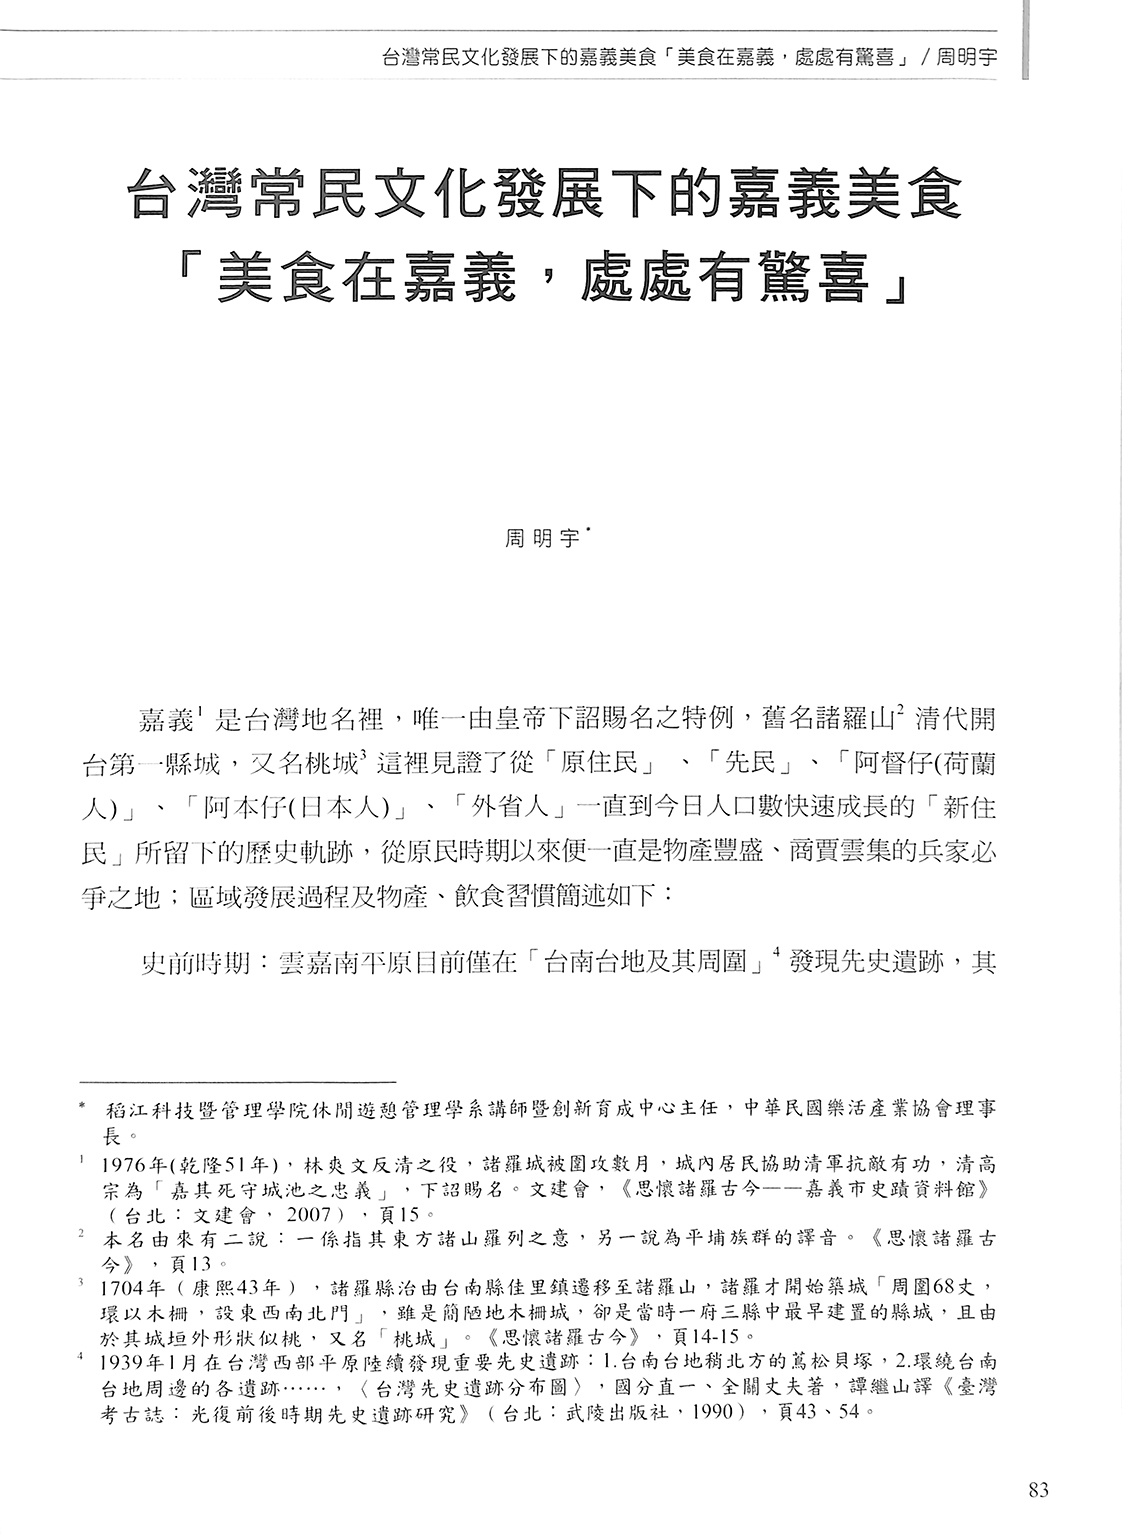 台灣常民文化發展下的嘉義美食「美食在嘉義，處處有驚喜」/ 周明宇
台灣常民文化發展下的嘉義美食
「美食在嘉義，處處有驚喜」
周明宇*
嘉義1 是台灣地名裡，唯一由皇帝下詔賜名之特例，舊名諸羅山2 清代開
台第一縣城，又名桃城3 這裡見證了從「原住民」、「先民」、「阿督仔(荷蘭
人)」、「阿本仔(日本人)」、「外省人」一直到今日人口數快速成長的「新住
民」所留下的歷史軌跡，從原民時期以來便一直是物產豐盛、商賈雲集的兵家必
爭之地；區域發展過程及物產、飲食習慣簡述如下：
史前時期：雲嘉南平原目前僅在「台南台地及其周圍」4 發現先史遺跡，其
* 稻江科技暨管理學院休閒遊憩管理學系講師暨創新育成中心主任，中華民國樂活產業協會理事
長。
1 1976年(乾隆51年)，林爽文反清之役，諸羅城被圍攻數月，城內居民協助清軍抗敵有功，清高
宗為「嘉其死守城池之忠義」，下詔賜名。文建會，《思懷諸羅古今——嘉義市史蹟資料館》
（台北：文建會，2007），頁15。
2 本名由來有二說：一係指其東方諸山羅列之意，另一說為平埔族群的譯音。《思懷諸羅古
今》，頁13。
3 1704年（康熙43年），諸羅縣治由台南縣佳里鎮遷移至諸羅山，諸羅才開始築城「周圍68丈，
環以木柵，設東西南北門」，雖是簡陋地木柵城，卻是當時一府三縣中最早建置的縣城，且由
於其城垣外形狀似桃，又名「桃城」。《思懷諸羅古今》，頁14-15。
4 1939年1月在台灣西部平原陸續發現重要先史遺跡：1.台南台地稍北方的蔦松貝塚，2.環繞台南
台地周邊的各遺跡……，〈台灣先史遺跡分布圖〉，國分直一、全關丈夫著，譚繼山譯《臺灣
考古誌：光復前後時期先史遺跡研究》（台北：武陵出版社，1990），頁43、54。
83